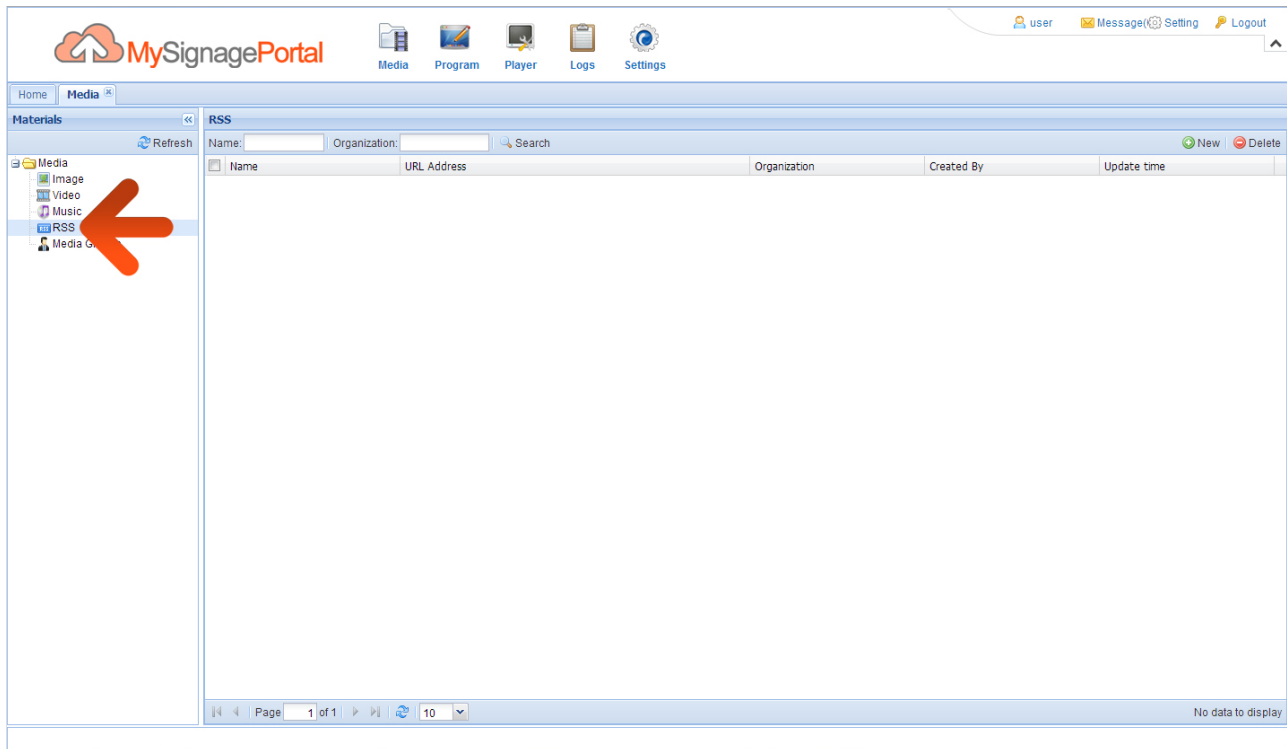 MySignagePortal
Media Program Player Logs Settings
user Message( Setting Logout
Home Media
Materials
Refresh
Media
Image
Video
Music
RSS
Media G
RSS
Name: Organization: Search New Delete
Name URL Address Organization Created By Update time
Page 1 of 1 10 No data to display